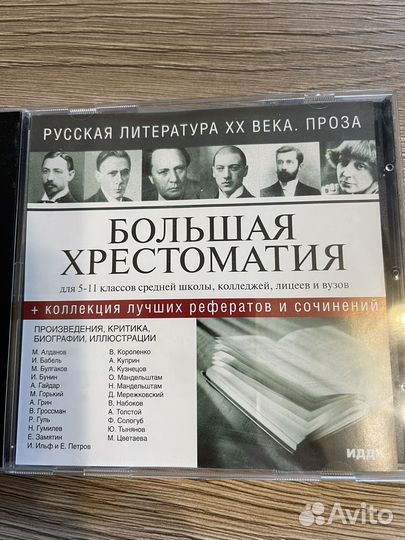 РУССКАЯ ЛИТЕРАТУРА XX ВЕКА. ПРОЗА
БОЛЬШАЯ
ХРЕСТОМАТИЯ
для 5-11 классов средней школы, колледжей, лицеев и вузов
+ КОЛЛЕКЦИЯ ЛУЧШИХ РЕФЕРАТОВ И СОЧИНЕНИЙ
ПРОИЗВЕДЕНИЯ, КРИТИКА,
БИОГРАФИИ, ИЛЛЮСТРАЦИИ
М. Алданов
И. Бабель
М. Булгаков
И. Бунин
А. Гайдар
М. Горький
А. Грин
В. Гроссман
Р. Гуль
Н. Гумилев
Е. Замятин
И. Ильф и Е. Петров
В. Короленко
А. Куприн
А. Кузнецов
О. Мандельштам
Н. Мандельштам
Д. Мережковский
В. Набоков
А. Толстой
Ф. Сологуб
Ю. Тынянов
М. Цветаева
ИДДК
Avito